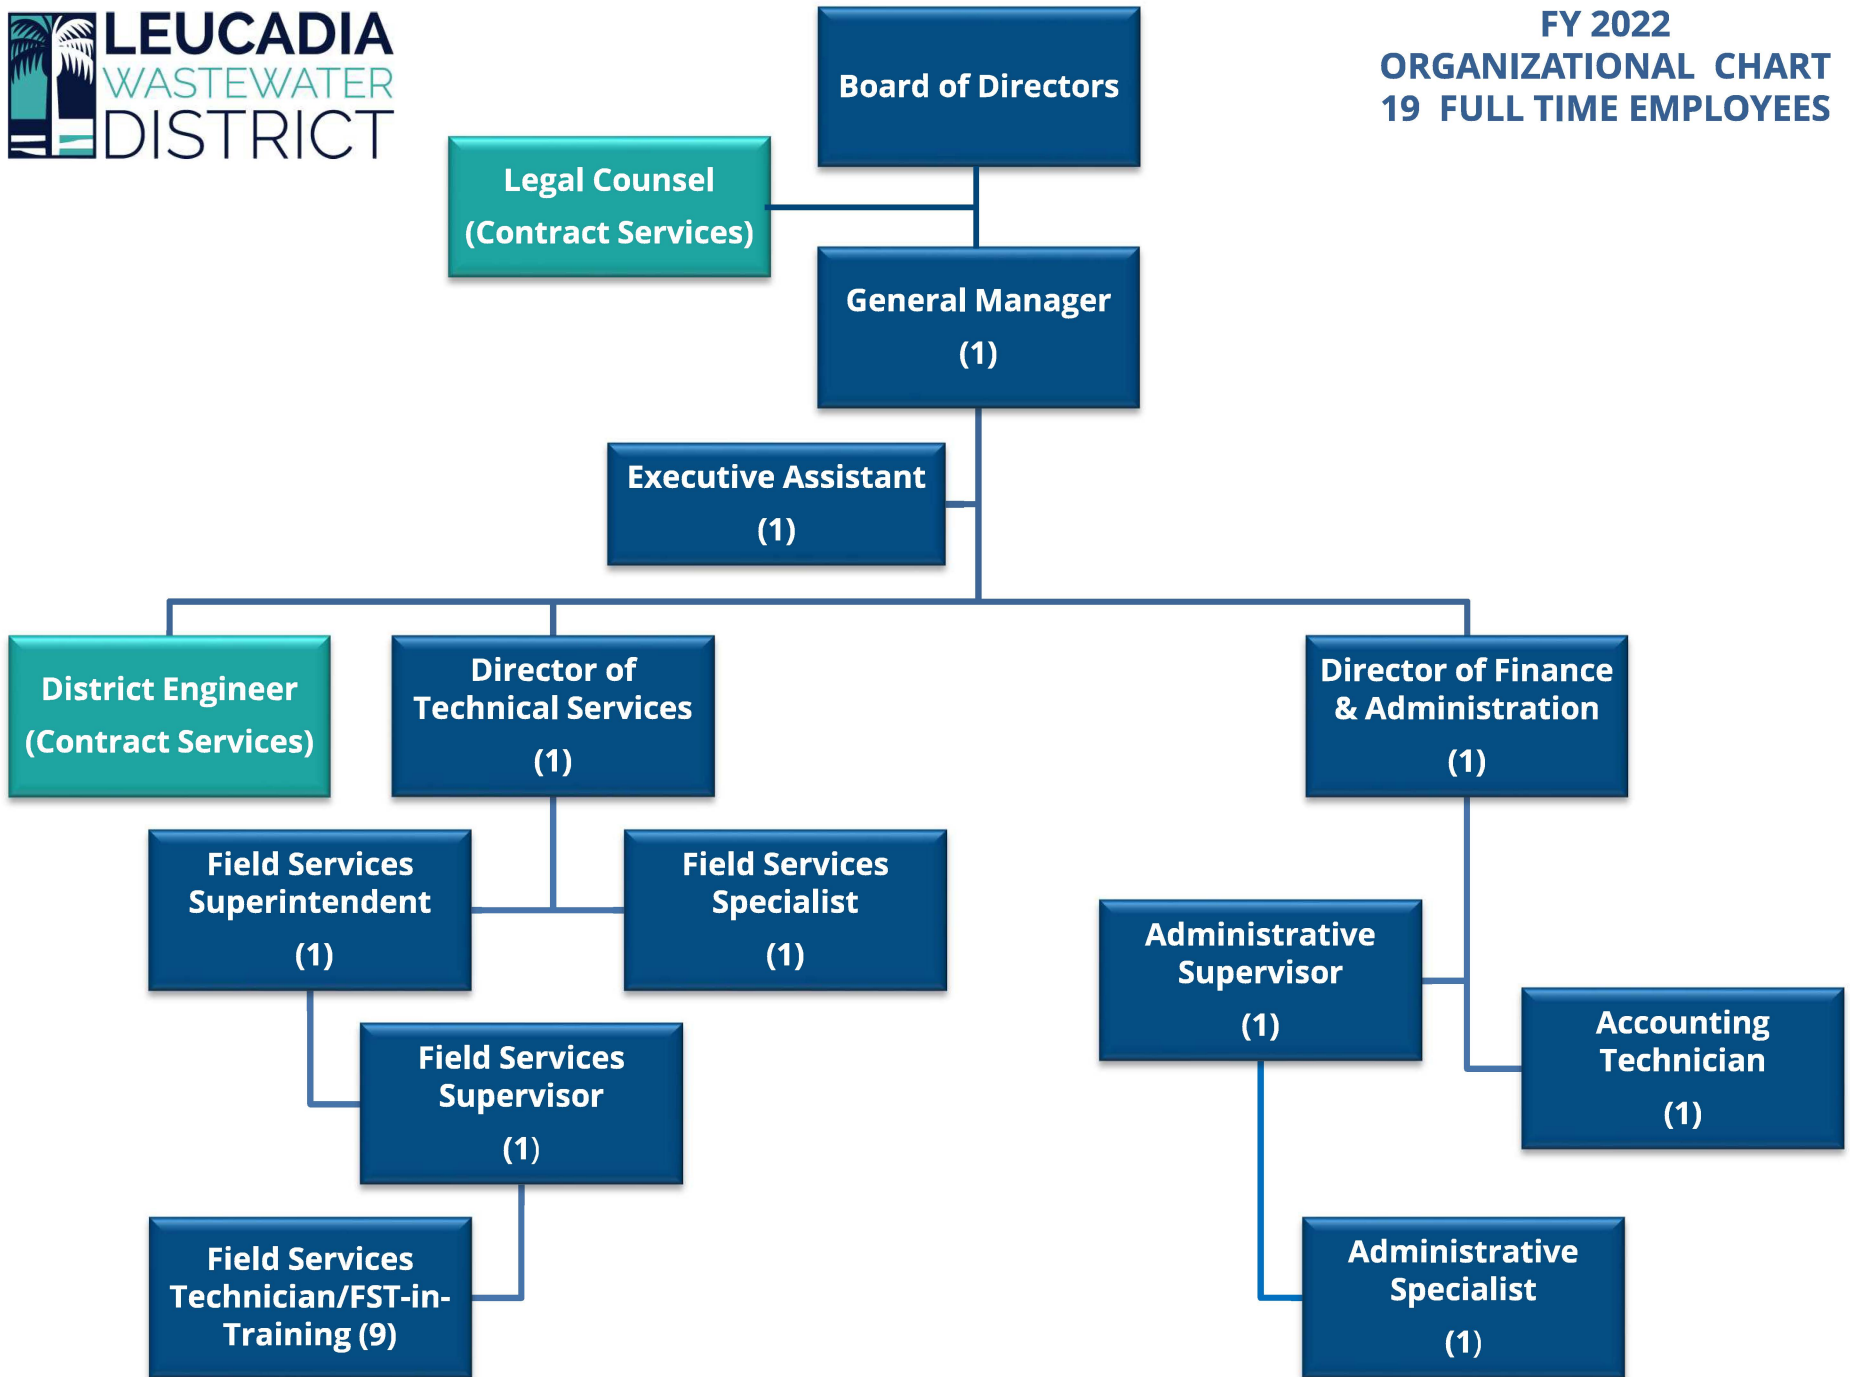 LEUCADIA
WASTEWATER
DISTRICT
FY 2022
ORGANIZATIONAL CHART
19 FULL TIME EMPLOYEES
Board of Directors
Legal Counsel
(Contract Services)
General Manager
(1)
Executive Assistant
(1)
District Engineer
(Contract Services)
Director of
Technical Services
(1)
Director of Finance
& Administration
(1)
Field Services
Superintendent
(1)
Field Services
Specialist
(1)
Administrative
Supervisor
(1)
Accounting
Technician
(1)
Field Services
Supervisor
(1)
Field Services
Technician/FST-in-
Training (9)
Administrative
Specialist
(1)